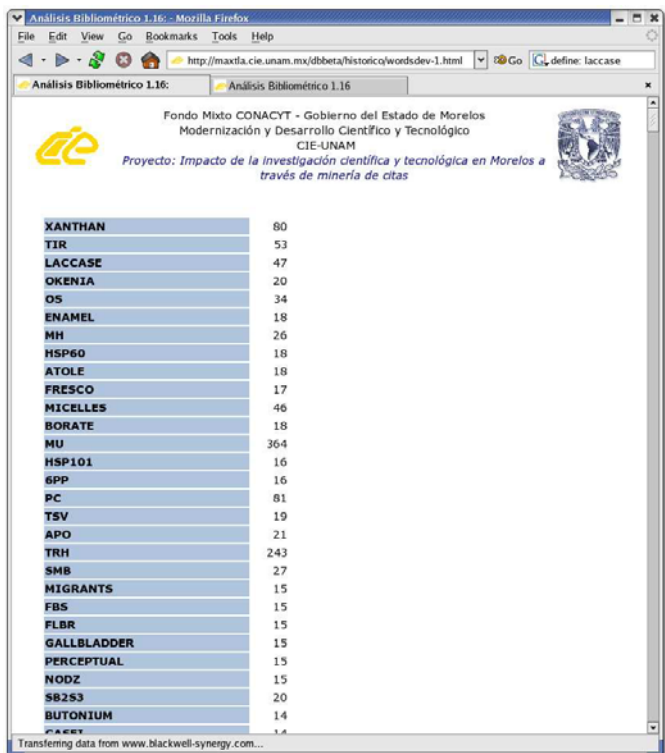 Análisis Bibliométrico 1.16: - Mozilla Firefox
File Edit View Go Bookmarks Tools Help
http://maxtla.cie.unam.mx/dbbeta/historico/wordsdev-1.html Go define: laccase
Análisis Bibliométrico 1.16: Análisis Bibliométrico 1.16
Fondo Mixto CONACYT - Gobierno del Estado de Morelos
Modernización y Desarrollo Científico y Tecnológico
CIE-UNAM
Proyecto: Impacto de la investigación científica y tecnológica en Morelos a
través de minería de citas
XANTHAN 80
TIR 53
LACCASE 47
OKENIA 20
OS 34
ENAMEL 18
MH 26
HSP60 18
ATOLE 18
FRESCO 17
MICELLES 46
BORATE 18
MU 364
HSP101 16
6PP 16
PC 81
TSV 19
APO 21
TRH 243
SMB 27
MIGRANTS 15
FBS 15
FLBR 15
GALLBLADDER 15
PERCEPTUAL 15
NODZ 15
SB2S3 20
BUTONIUM 14
CASEI 14
Transferring data from www.blackwell-synergy.com...